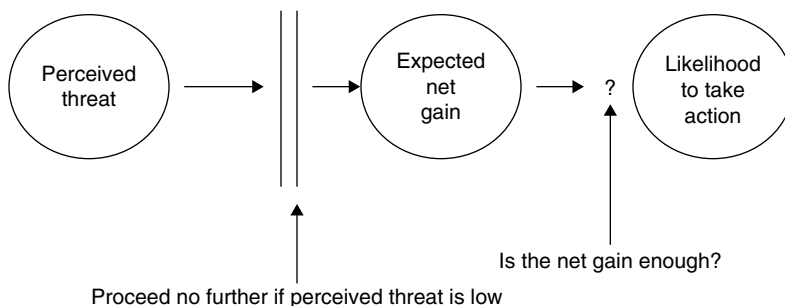 Perceived
threat
Expected
net
gain
?
Likelihood
to take
action
Is the net gain enough?
Proceed no further if perceived threat is low